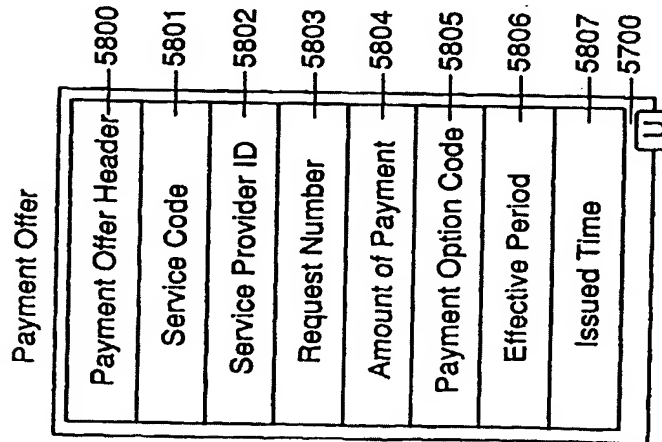 Payment Offer
Payment Offer Header 5800
Service Code 5801
Service Provider ID 5802
Request Number 5803
Amount of Payment 5804
Payment Option Code 5805
Effective Period 5806
Issued Time 5807
5700
U